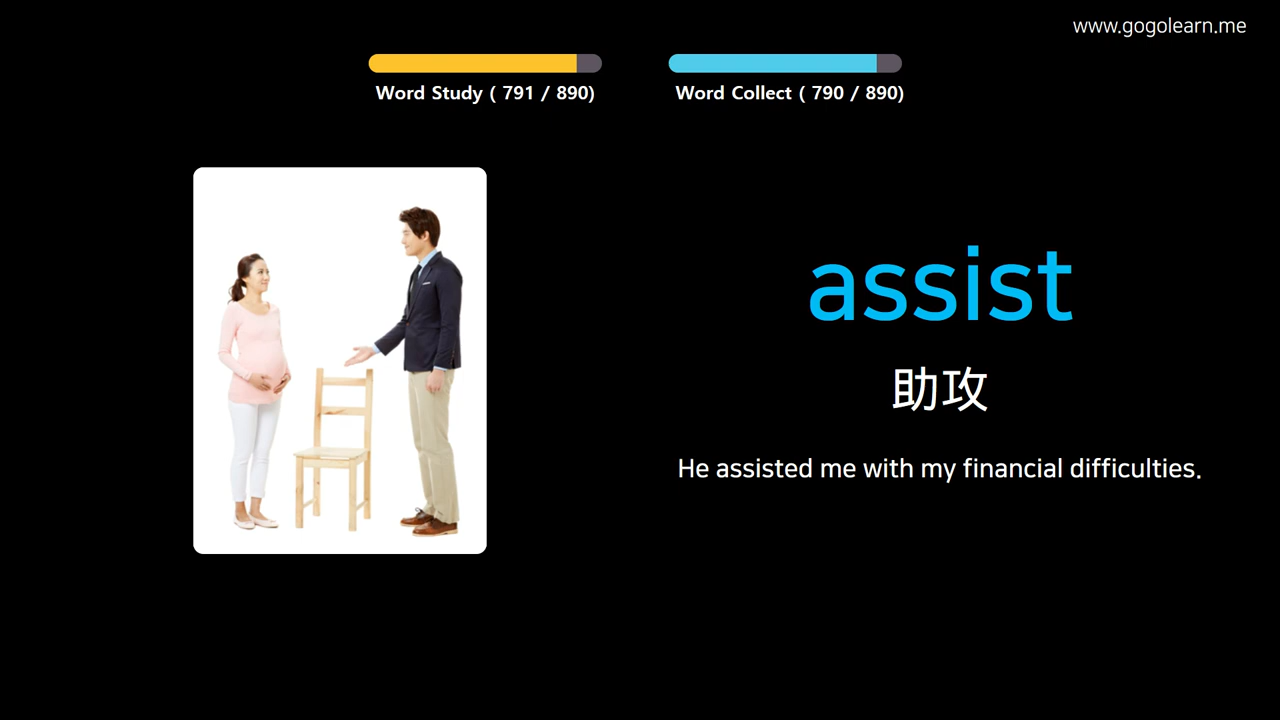 www.gogolearn.me
Word Study ( 791 / 890)
Word Collect ( 790 / 890)
assist
助攻
He assisted me with my financial difficulties.